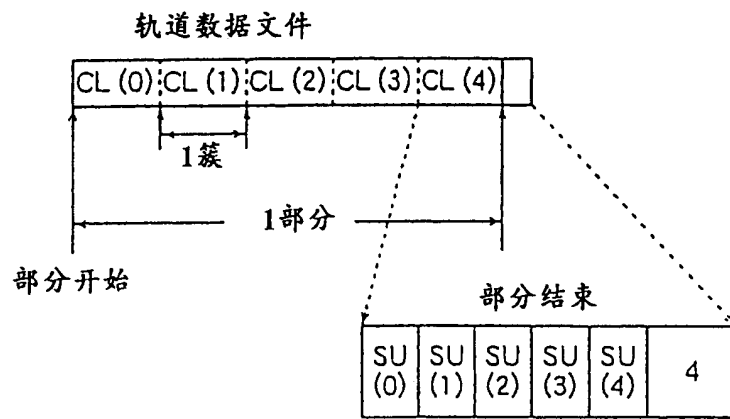 轨道数据文件
CL (0) CL (1) CL (2) CL (3) CL (4)
1簇
1部分
部分开始
部分结束
SU (0) SU (1) SU (2) SU (3) SU (4) 4